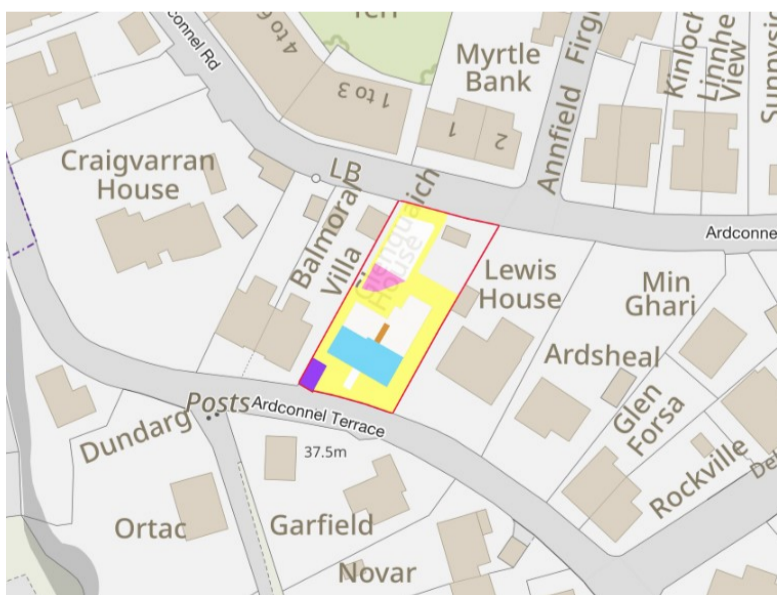 Ardconnel Rd
4 to 6
1 to 3
Myrtle
Bank
1
2
Annfield
Kinloch
Linnhe
View
Craigvarran
House
LB
Balmoral
Villa
House
Ardconne
Lewis
House
Min
Ghari
Ardsheal
Glen
Forsa
Rockville
Posts
Ardconnel Terrace
Dundarg
37.5m
Ortac
Garfield
Novar